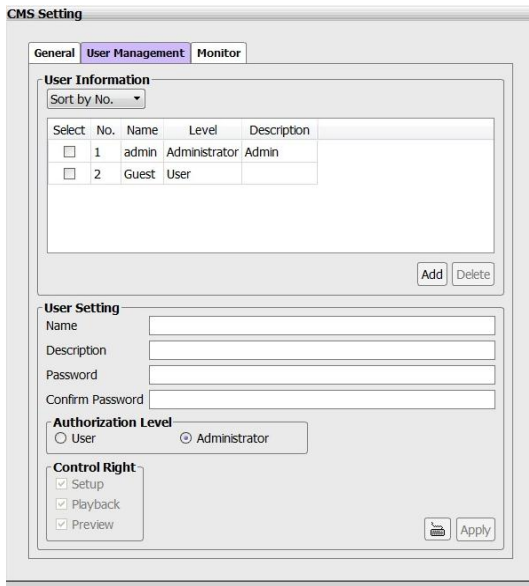 CMS Setting
General User Management Monitor
User Information
Sort by No.
Select No. Name Level Description
1 admin Administrator Admin
2 Guest User
Add Delete
User Setting
Name
Description
Password
Confirm Password
Authorization Level
User Administrator
Control Right
Setup
Playback
Preview
Apply